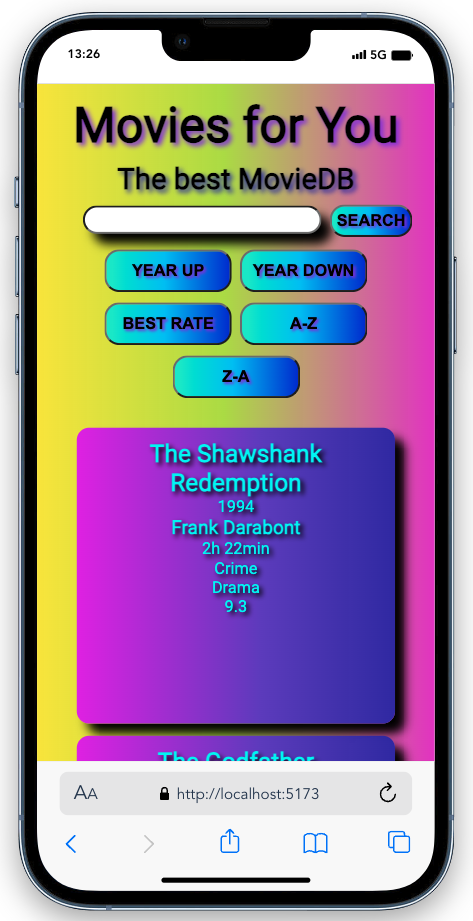 13:26 5G
Movies for You
The best MovieDB
SEARCH
YEAR UP YEAR DOWN
BEST RATE A-Z
Z-A
The Shawshank
Redemption
1994
Frank Darabont
2h 22min
Crime
Drama
9.3
The Godfather
AA http://localhost:5173